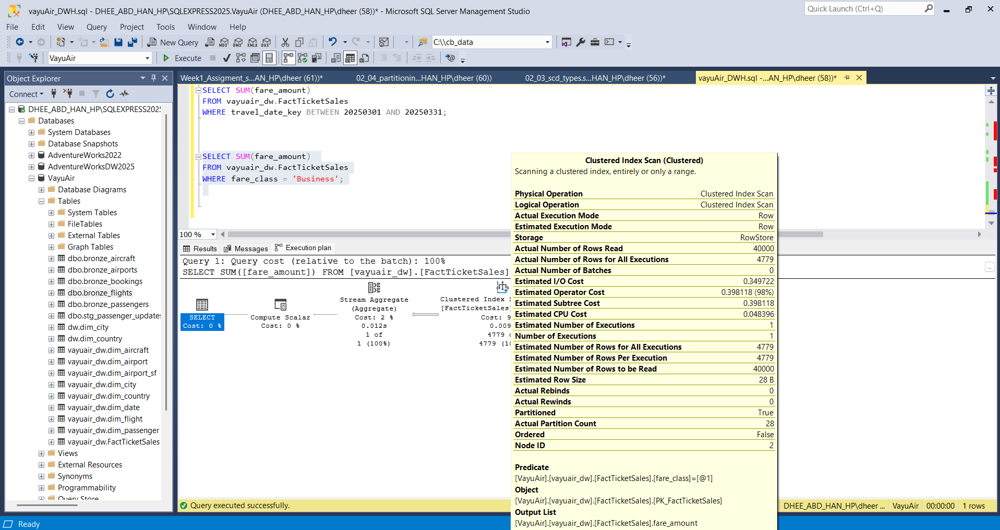 vayuAir_DWH.sql - DHEE_ABD_HAN_HP\SQLEXPRESS2025.VayuAir (DHEE_ABD_HAN_HP\dheer (58))* - Microsoft SQL Server Management Studio
Quick Launch (Ctrl+Q)
File Edit View Query Project Tools Window Help
New Query
MDX DMX XMLA DAX
C:\\cb_data
VayuAir
Execute
Object Explorer
Connect
DHEE_ABD_HAN_HP\SQLEXPRESS2025
Databases
System Databases
Database Snapshots
AdventureWorks2022
AdventureWorksDW2025
VayuAir
Database Diagrams
Tables
System Tables
FileTables
External Tables
Graph Tables
dbo.bronze_aircraft
dbo.bronze_airports
dbo.bronze_bookings
dbo.bronze_flights
dbo.bronze_passengers
dbo.stg_passenger_updates
dw.dim_city
dw.dim_country
vayuair_dw.dim_aircraft
vayuair_dw.dim_airport
vayuair_dw.dim_airport_sf
vayuair_dw.dim_city
vayuair_dw.dim_country
vayuair_dw.dim_date
vayuair_dw.dim_flight
vayuair_dw.dim_passenger
vayuair_dw.FactTicketSales
Views
External Resources
Synonyms
Programmability
Query Store
Week1_Assigment_s...AN_HP\dheer (61))*
02_04_partitionin...HAN_HP\dheer (60))
02_03_scd_types.s...HAN_HP\dheer (56))*
vayuAir_DWH.sql -...AN_HP\dheer (58))*
SELECT SUM(fare_amount)
FROM vayuair_dw.FactTicketSales
WHERE travel_date_key BETWEEN 20250301 AND 20250331;
SELECT SUM(fare_amount)
FROM vayuair_dw.FactTicketSales
WHERE fare_class = 'Business';
100 %
Results Messages Execution plan
Query 1: Query cost (relative to the batch): 100%
SELECT SUM([fare_amount]) FROM [vayuair_dw].[FactTicketSales]
SELECT
Cost: 0 %
Compute Scalar
Cost: 0 %
Stream Aggregate
(Aggregate)
Cost: 2 %
0.012s
1 of
1 (100%)
Clustered Index
[FactTicketSales]
Cost: 9
0.009
4779
4779 (10
Clustered Index Scan (Clustered)
Scanning a clustered index, entirely or only a range.
Physical Operation Clustered Index Scan
Logical Operation Clustered Index Scan
Actual Execution Mode Row
Estimated Execution Mode Row
Storage RowStore
Actual Number of Rows Read 40000
Actual Number of Rows for All Executions 4779
Actual Number of Batches 0
Estimated I/O Cost 0.349722
Estimated Operator Cost 0.398118 (98%)
Estimated Subtree Cost 0.398118
Estimated CPU Cost 0.048396
Estimated Number of Executions 1
Number of Executions 1
Estimated Number of Rows for All Executions 4779
Estimated Number of Rows Per Execution 4779
Estimated Number of Rows to be Read 40000
Estimated Row Size 28 B
Actual Rebinds 0
Actual Rewinds 0
Partitioned True
Actual Partition Count 28
Ordered False
Node ID 2
Predicate
[VayuAir].[vayuair_dw].[FactTicketSales].[fare_class]=[@1]
Object
[VayuAir].[vayuair_dw].[FactTicketSales].[PK_FactTicketSales]
Output List
[VayuAir].[vayuair_dw].[FactTicketSales].fare_amount
Query executed successfully.
DHEE_ABD_HAN_HP\dheer ... VayuAir 00:00:00 1 rows
Ready